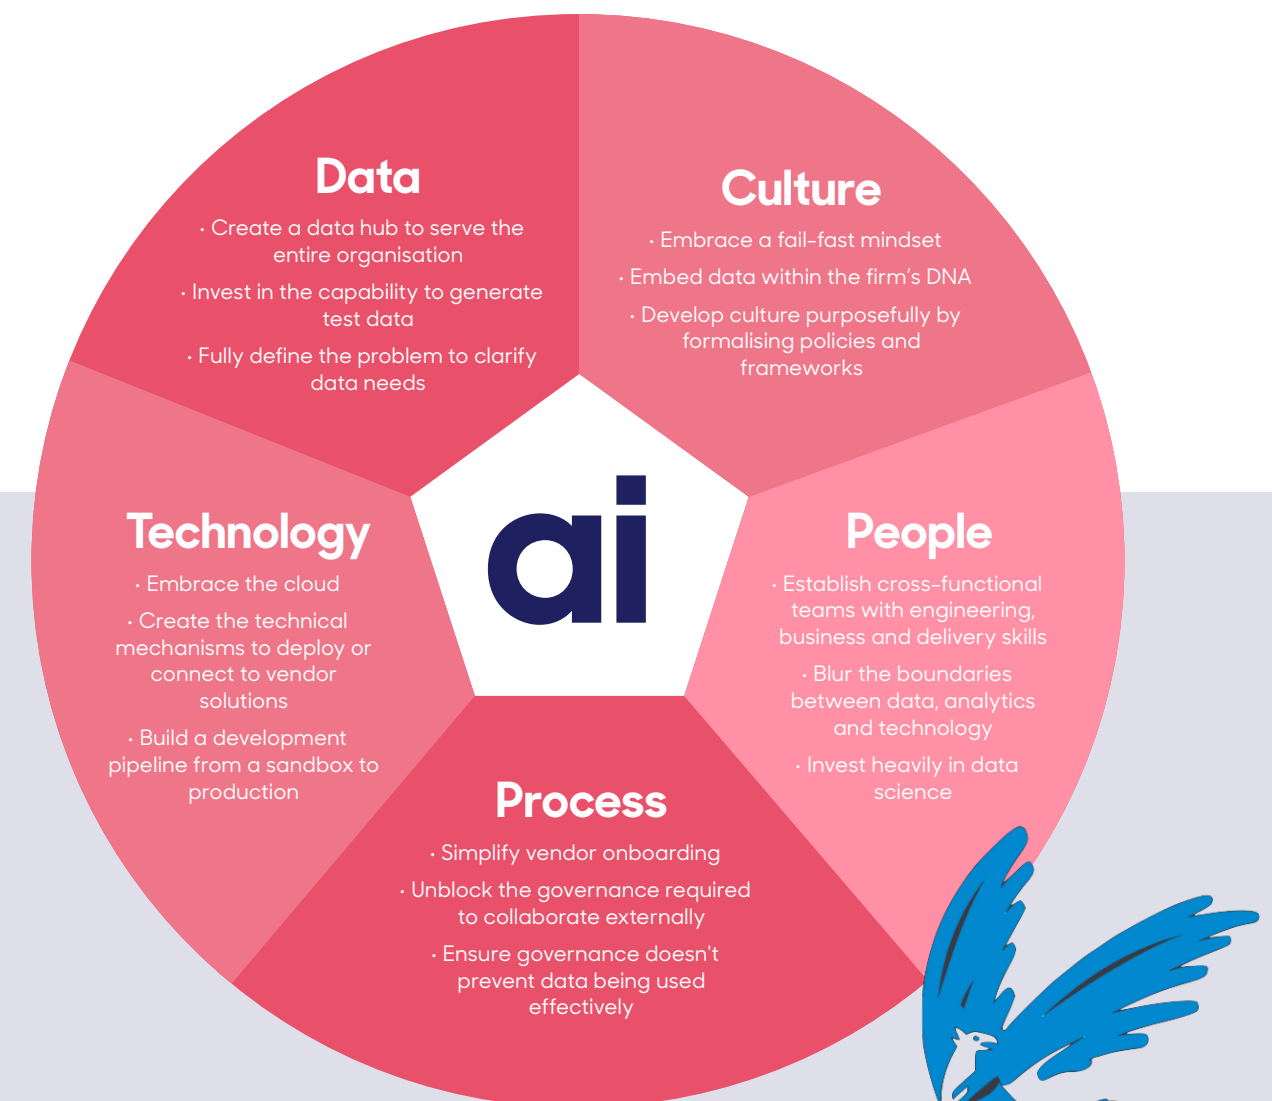 Data
· Create a data hub to serve the
entire organisation
· Invest in the capability to generate
test data
· Fully define the problem to clarify
data needs
Culture
· Embrace a fail-fast mindset
· Embed data within the firm's DNA
· Develop culture purposefully by
formalising policies and
frameworks
Technology
· Embrace the cloud
· Create the technical
mechanisms to deploy or
connect to vendor
solutions
· Build a development
pipeline from a sandbox to
production
ai
People
· Establish cross-functional
teams with engineering,
business and delivery skills
· Blur the boundaries
between data, analytics
and technology
· Invest heavily in data
science
Process
· Simplify vendor onboarding
· Unblock the governance required
to collaborate externally
· Ensure governance doesn't
prevent data being used
effectively